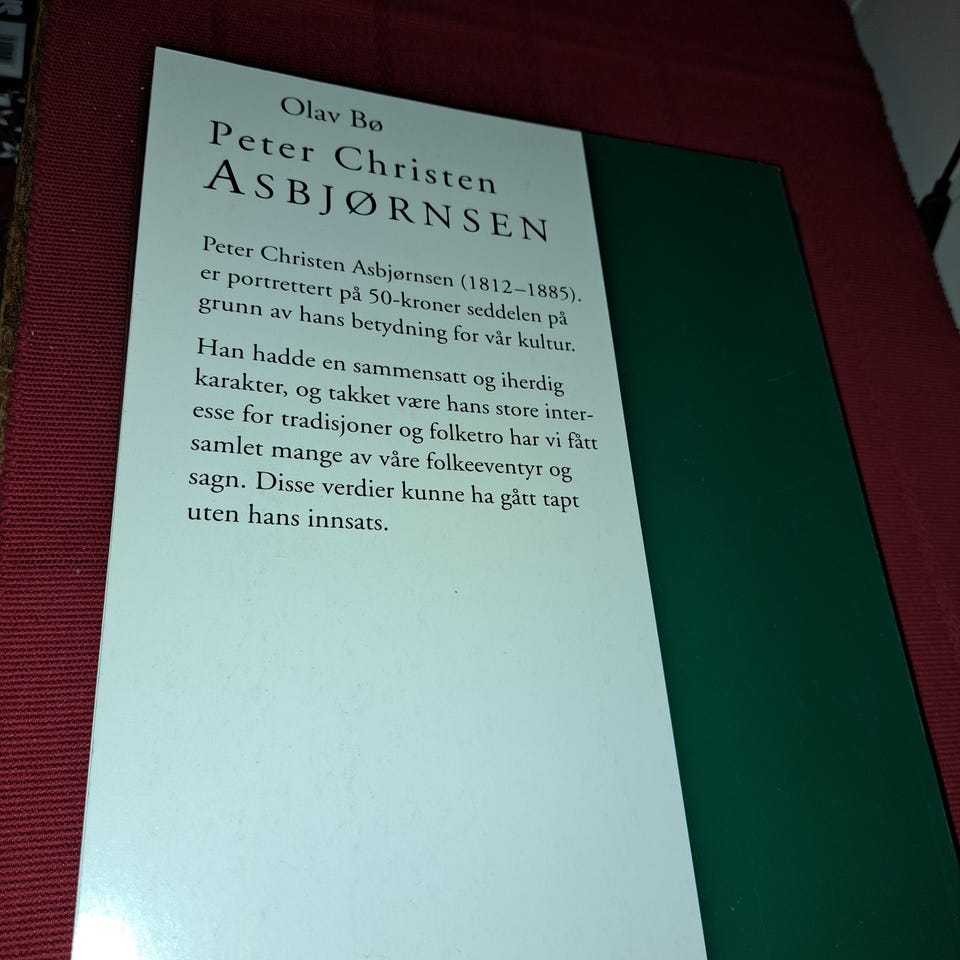 Olav Bø
Peter Christen
ASBJØRNSEN
Peter Christen Asbjørnsen (1812–1885).
er portrettert på 50-kroner seddelen på
grunn av hans betydning for vår kultur.
Han hadde en sammensatt og iherdig
karakter, og takket være hans store inter-
esse for tradisjoner og folketro har vi fått
samlet mange av våre folkeeventyr og
sagn. Disse verdier kunne ha gått tapt
uten hans innsats.